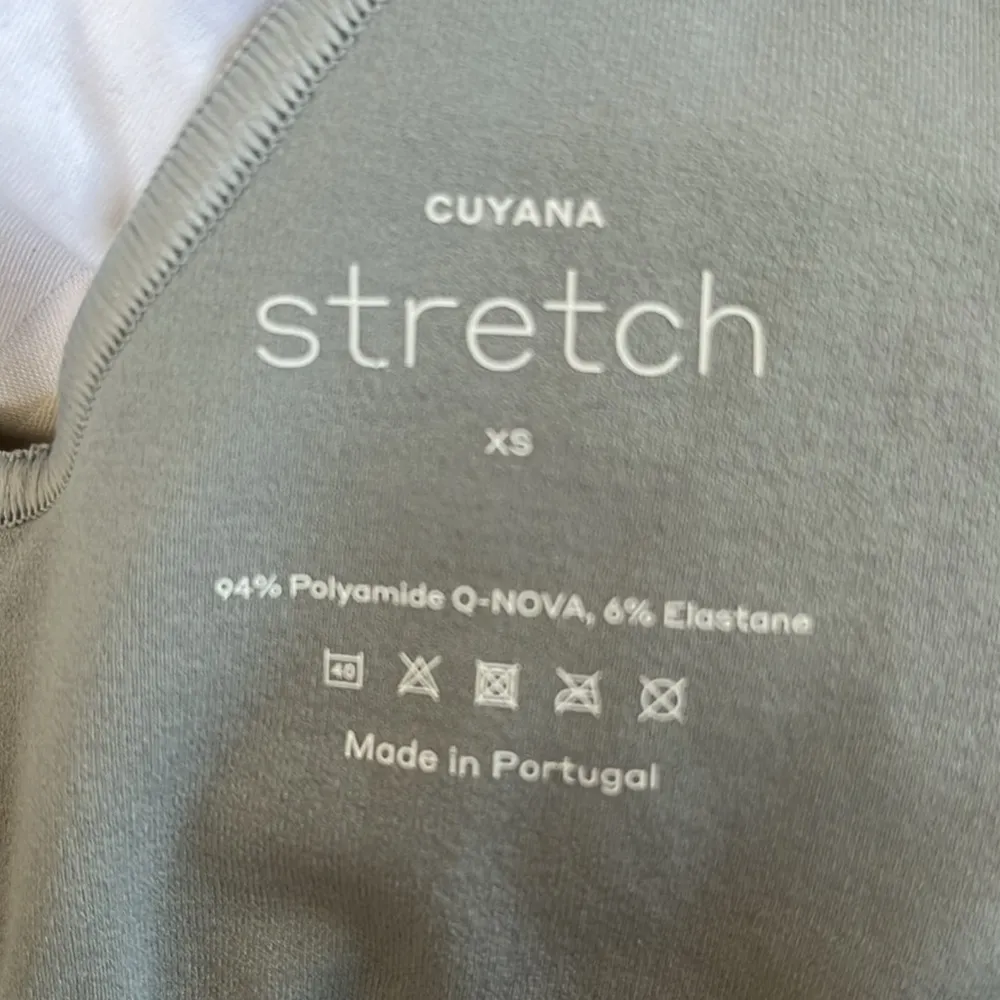 CUYANA
stretch
XS
94% Polyamide Q-NOVA, 6% Elastane
40
Made in Portugal